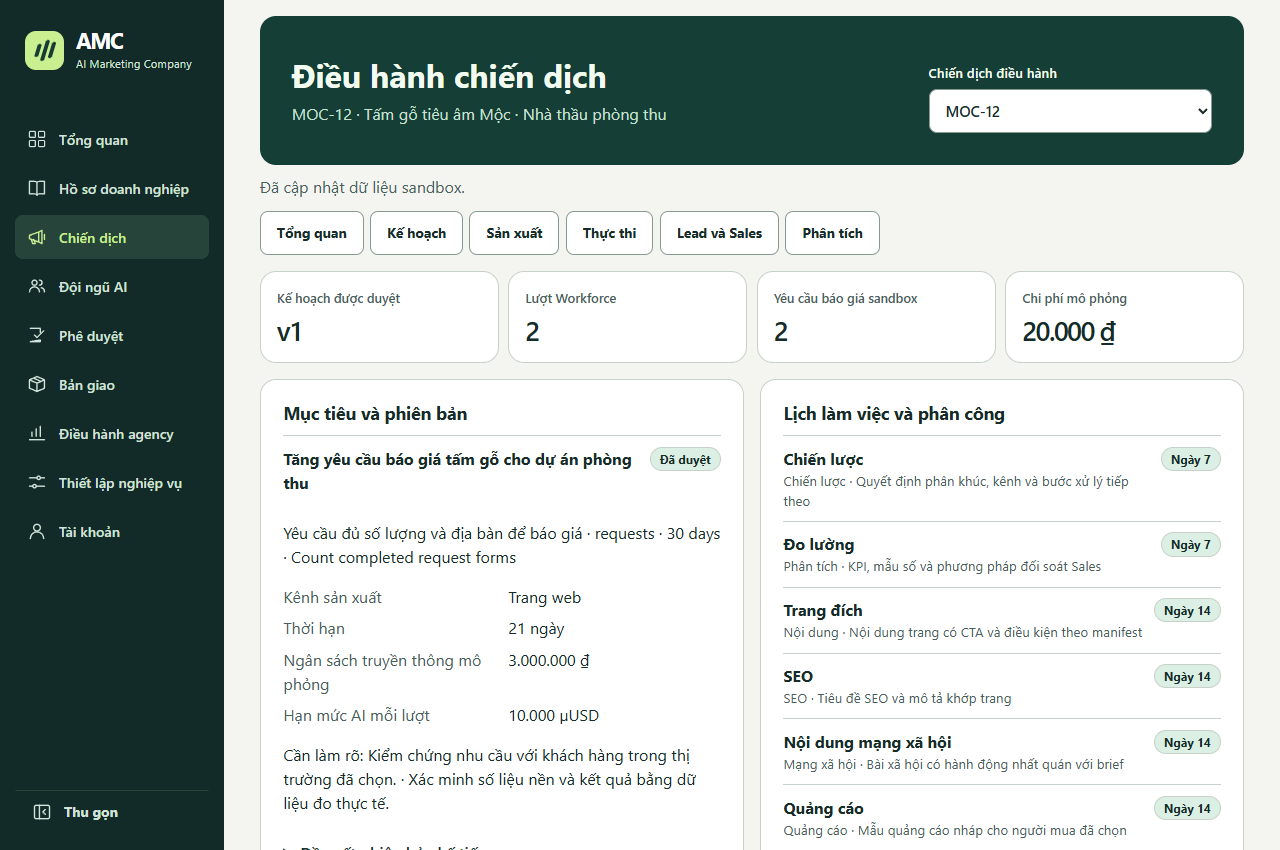 AMC
AI Marketing Company
Tổng quan
Hồ sơ doanh nghiệp
Chiến dịch
Đội ngũ AI
Phê duyệt
Bản giao
Điều hành agency
Thiết lập nghiệp vụ
Tài khoản
Thu gọn
Điều hành chiến dịch
MOC-12 · Tấm gỗ tiêu âm Mộc · Nhà thầu phòng thu
Chiến dịch điều hành
MOC-12
Đã cập nhật dữ liệu sandbox.
Tổng quan
Kế hoạch
Sản xuất
Thực thi
Lead và Sales
Phân tích
Kế hoạch được duyệt
v1
Lượt Workforce
2
Yêu cầu báo giá sandbox
2
Chi phí mô phỏng
20.000 ₫
Mục tiêu và phiên bản
Tăng yêu cầu báo giá tấm gỗ cho dự án phòng
thu
Đã duyệt
Yêu cầu đủ số lượng và địa bàn để báo giá · requests · 30 days
· Count completed request forms
Kênh sản xuất
Trang web
Thời hạn
21 ngày
Ngân sách truyền thông mô
phỏng
3.000.000 ₫
Hạn mức AI mỗi lượt
10.000 µUSD
Cần làm rõ: Kiểm chứng nhu cầu với khách hàng trong thị
trường đã chọn. · Xác minh số liệu nền và kết quả bằng dữ
liệu đo thực tế.
Lịch làm việc và phân công
Chiến lược
Ngày 7
Chiến lược · Quyết định phân khúc, kênh và bước xử lý tiếp
theo
Đo lường
Ngày 7
Phân tích · KPI, mẫu số và phương pháp đối soát Sales
Trang đích
Ngày 14
Nội dung · Nội dung trang có CTA và điều kiện theo manifest
SEO
Ngày 14
SEO · Tiêu đề SEO và mô tả khớp trang
Nội dung mạng xã hội
Ngày 14
Mạng xã hội · Bài xã hội có hành động nhất quán với brief
Quảng cáo
Ngày 14
Quảng cáo · Mẫu quảng cáo nháp cho người mua đã chọn